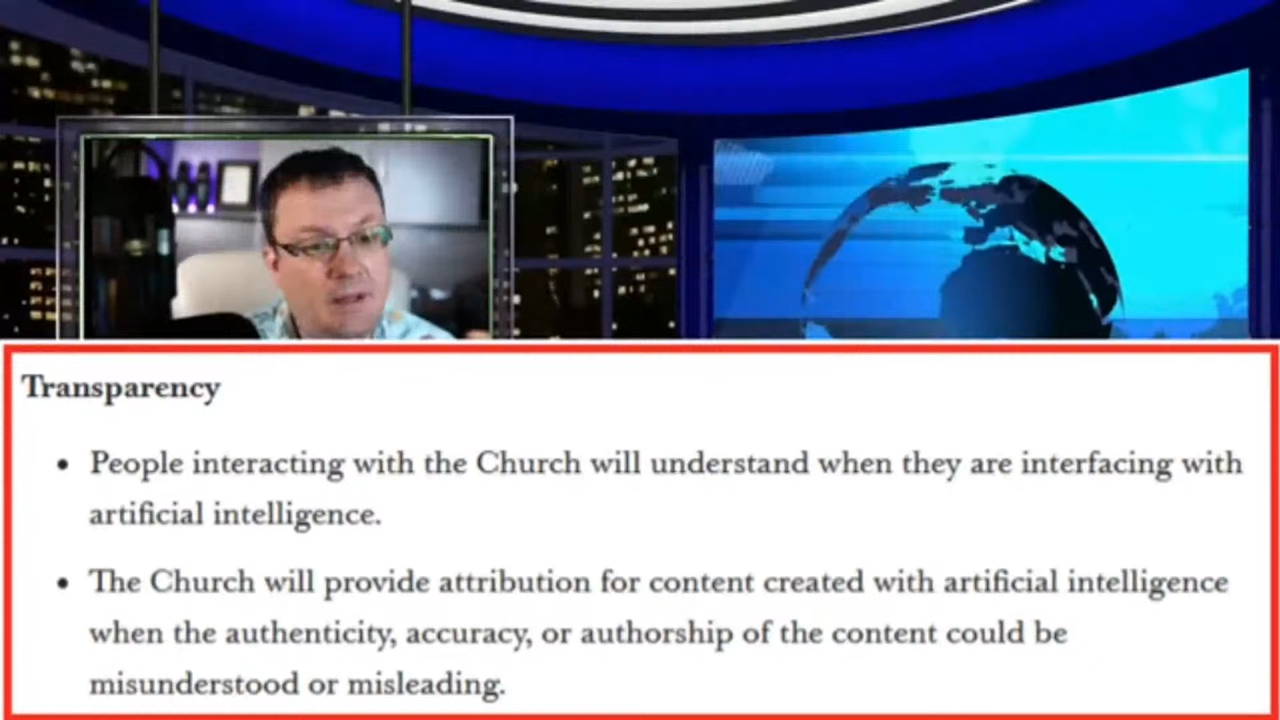 Transparency
• People interacting with the Church will understand when they are interfacing with
artificial intelligence.
• The Church will provide attribution for content created with artificial intelligence
when the authenticity, accuracy, or authorship of the content could be
misunderstood or misleading.